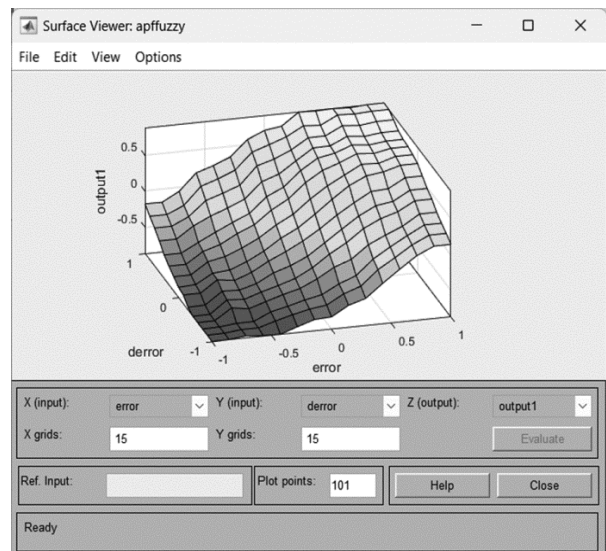 Surface Viewer: apffuzzy
File Edit View Options
0.5
0
-0.5
output1
1
0
-1
derror
-1
-0.5
0
0.5
1
error
X (input): error Y (input): derror Z (output): output1
X grids: 15 Y grids: 15 Evaluate
Ref. Input: Plot points: 101 Help Close
Ready